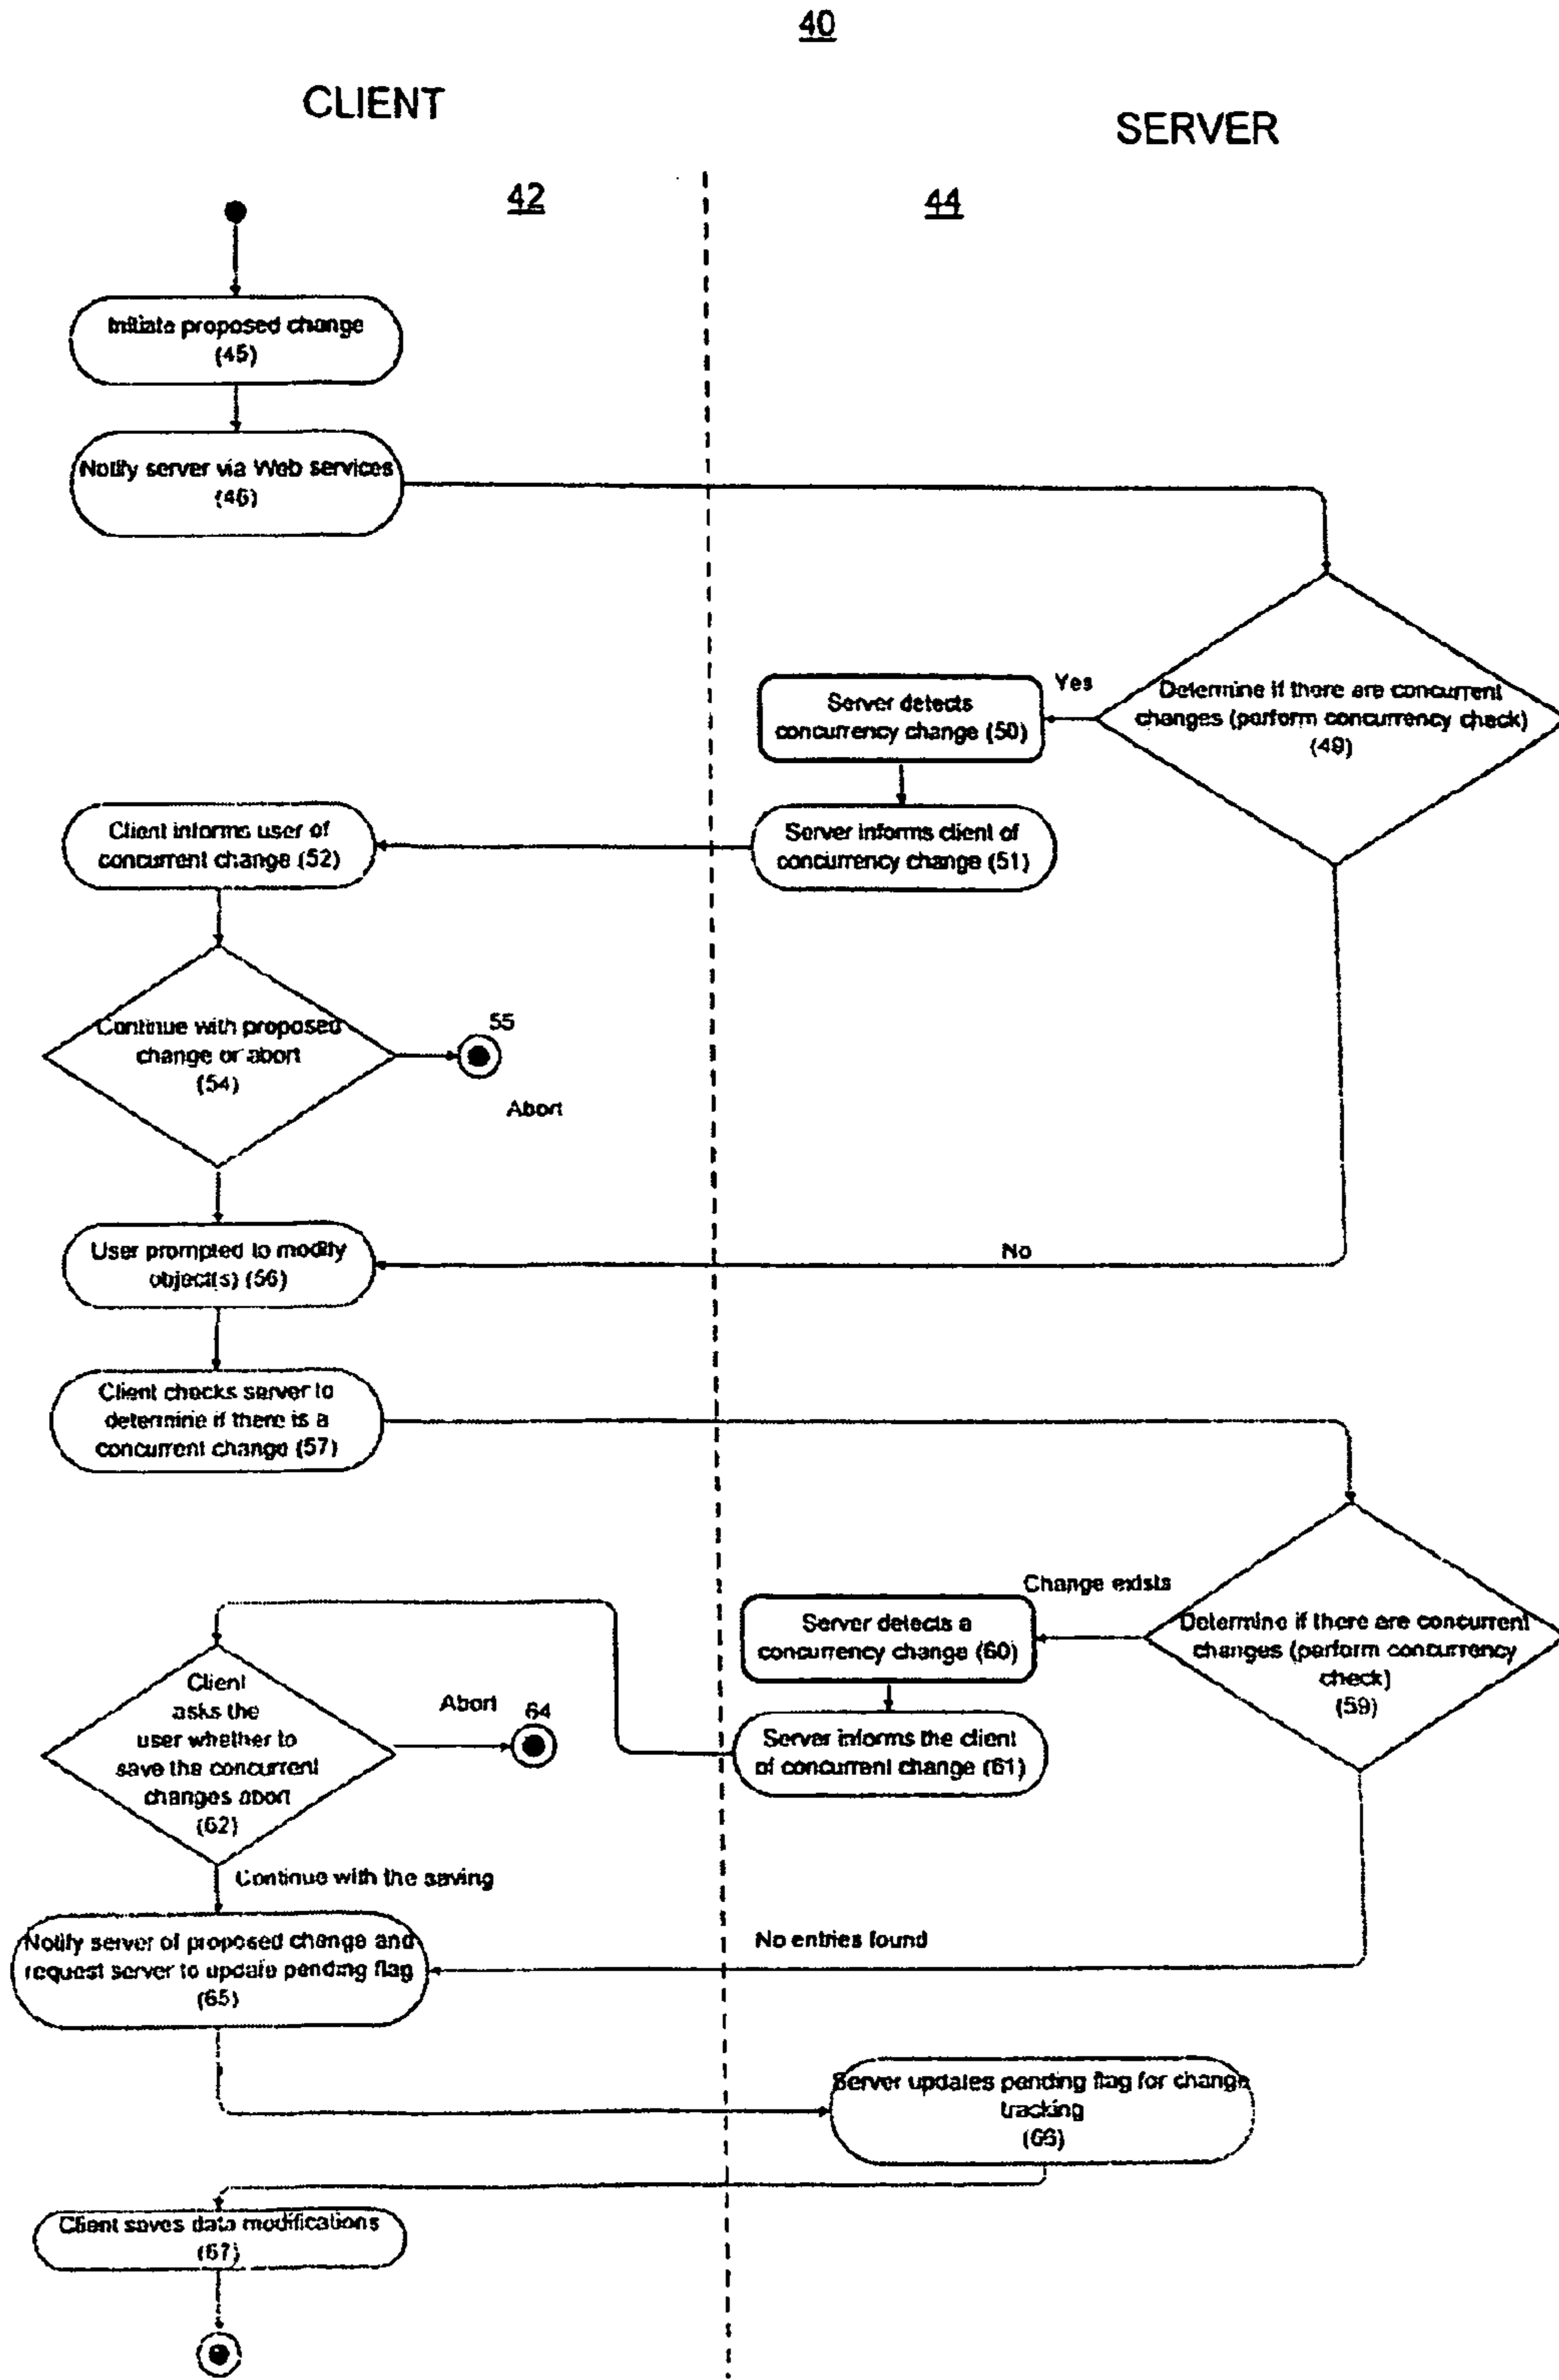 40
CLIENT
SERVER
42
44
Initiate proposed change
(45)
Notify server via Web services
(46)
Determine if there are concurrent
changes (perform concurrency check)
(49)
Yes
Server detects
concurrency change (50)
Server informs client of
concurrency change (51)
Client informs user of
concurrent change (52)
Continue with proposed
change or abort
(54)
55
Abort
User prompted to modify
object(s) (56)
No
Client checks server to
determine if there is a
concurrent change (57)
Determine if there are concurrent
changes (perform concurrency
check)
(59)
Change exists
Server detects a
concurrency change (60)
Server informs the client
of concurrent change (61)
Client
asks the
user whether to
save the concurrent
changes abort
(62)
Abort
64
Continue with the saving
Notify server of proposed change and
request server to update pending flag
(65)
No entries found
Server updates pending flag for change
tracking
(66)
Client saves data modifications
(67)